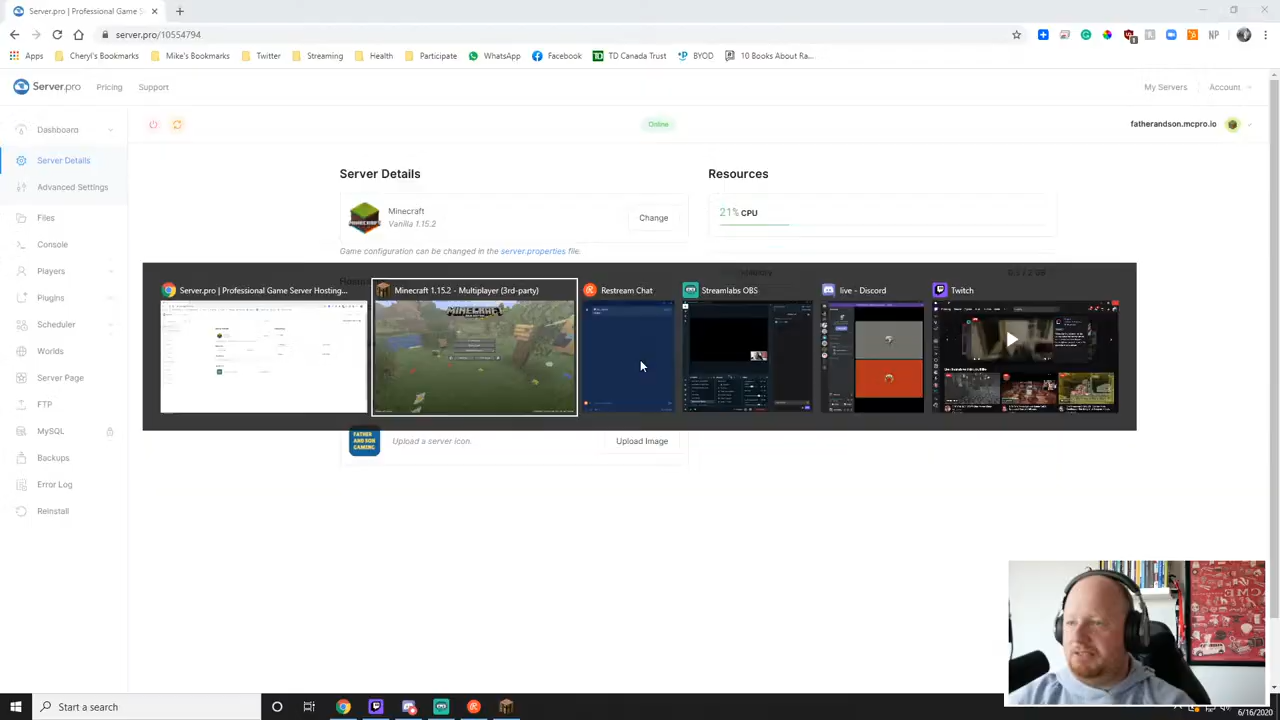 Server.pro | Professional Game S
server.pro/10554794
Apps
Cheryl's Bookmarks
Mike's Bookmarks
Twitter
Streaming
Health
Participate
WhatsApp
Facebook
TD Canada Trust
BYOD
10 Books About Ra...
NP
Server.pro
Pricing
Support
My Servers
Account
Dashboard
Online
fatherandson.mcpro.io
Server Details
Advanced Settings
Files
Console
Players
Plugins
Scheduler
Worlds
Server Page
FTP
MySQL
Backups
Error Log
Reinstall
Server Details
Minecraft
Vanilla 1.15.2
Change
Game configuration can be changed in the server.properties file.
Resources
21% CPU
Server.pro | Professional Game Server Hosting...
Minecraft 1.15.2 - Multiplayer (3rd-party)
Restream Chat
Streamlabs OBS
live - Discord
Twitch
MINECRAFT
FATHER
AND SON
GAMING
Upload a server icon.
Upload Image
Start a search
6/16/2020